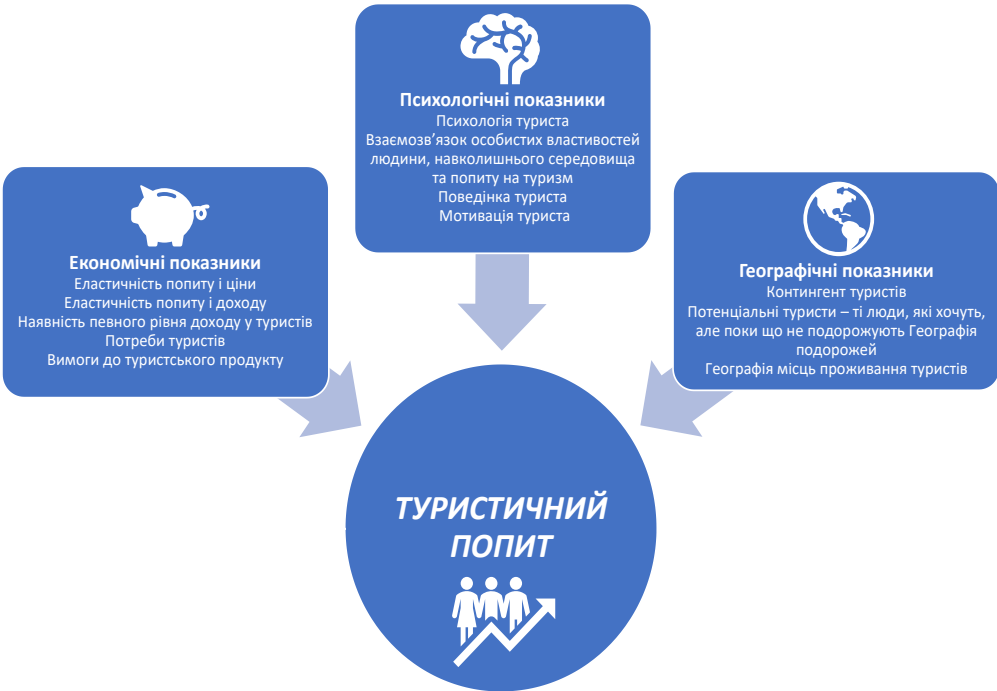 Психологічні показники
Психологія туриста
Взаємозв’язок особистих властивостей
людини, навколишнього середовища
та попиту на туризм
Поведінка туриста
Мотивація туриста
Економічні показники
Еластичність попиту і ціни
Еластичність попиту і доходу
Наявність певного рівня доходу у туристів
Потреби туристів
Вимоги до туристського продукту
Географічні показники
Контингент туристів
Потенціальні туристи – ті люди, які хочуть,
але поки що не подорожують Географія
подорожей
Географія місць проживання туристів
ТУРИСТИЧНИЙ
ПОПИТ